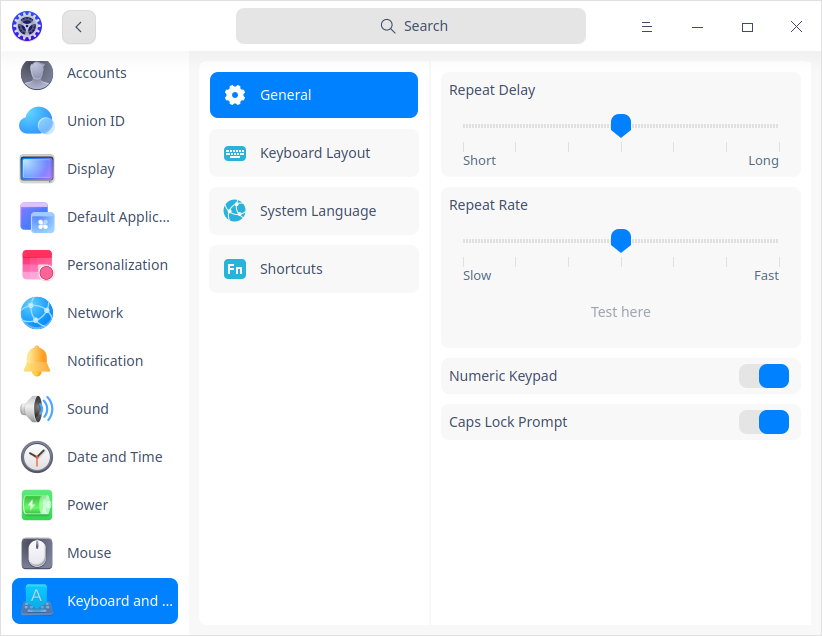 Search
Accounts
Union ID
Display
Default Applic...
Personalization
Network
Notification
Sound
Date and Time
Power
Mouse
A
Keyboard and ...
General
Keyboard Layout
System Language
Fn
Shortcuts
Repeat Delay
Short
Long
Repeat Rate
Slow
Fast
Test here
Numeric Keypad
Caps Lock Prompt